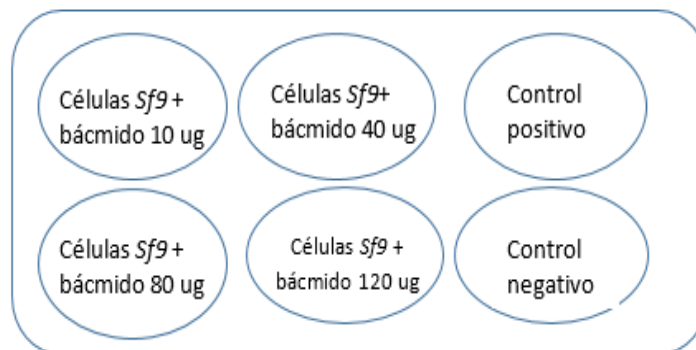 Células Sf9 +
bácmido 10 ug
Células Sf9+
bácmido 40 ug
Control
positivo
Células Sf9 +
bácmido 80 ug
Células Sf9 +
bácmido 120 ug
Control
negativo